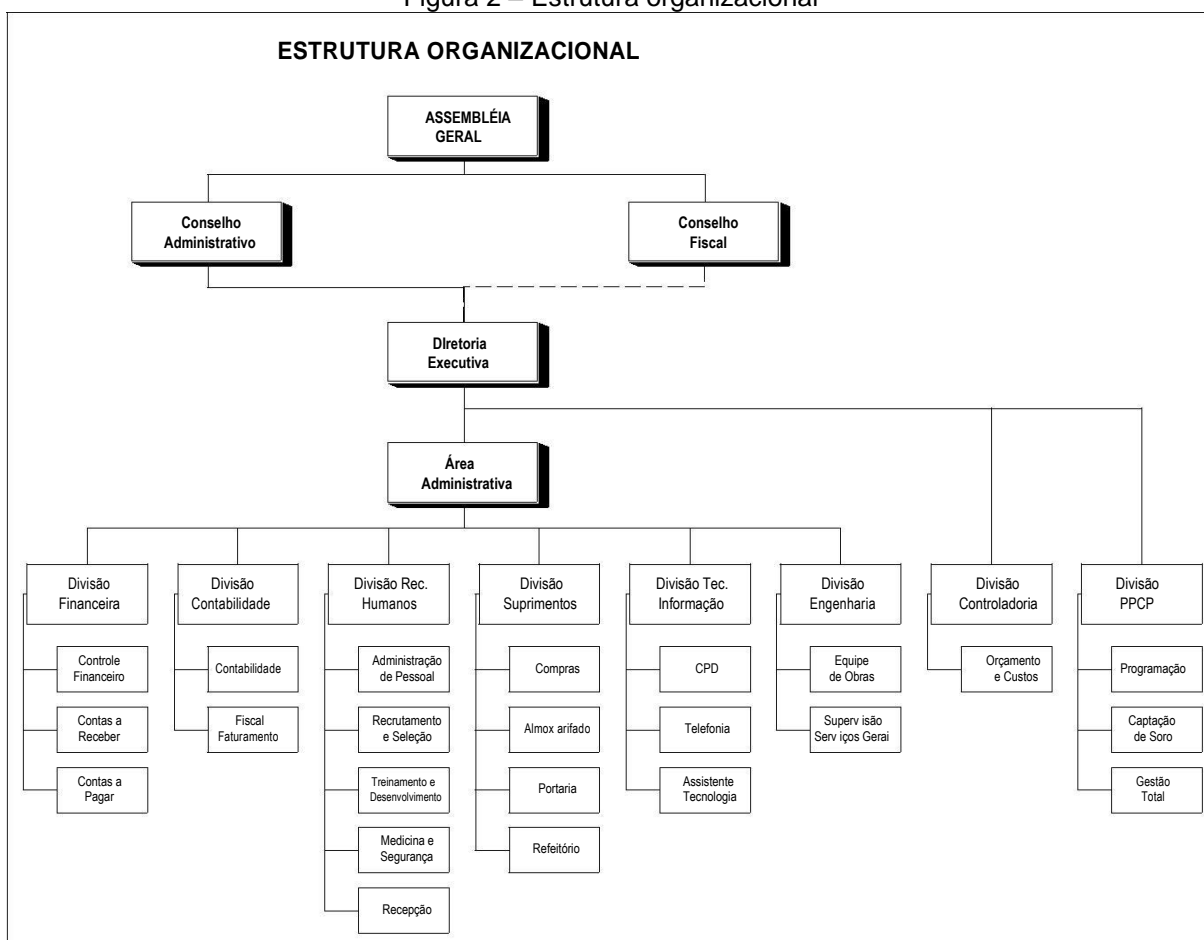 Figura 2 – Estrutura organizacional
ESTRUTURA ORGANIZACIONAL
ASSEMBLÉIA
GERAL
Conselho
Administrativo
Conselho
Fiscal
DIretoria
Executiva
Área
Administrativa
Divisão
Financeira
Divisão
Contabilidade
Divisão Rec.
Humanos
Divisão
Suprimentos
Divisão Tec.
Informação
Divisão
Engenharia
Divisão
Controladoria
Divisão
PPCP
Controle
Financeiro
Contas a
Receber
Contas a
Pagar
Contabilidade
Fiscal
Faturamento
Administração
de Pessoal
Recrutamento
e Seleção
Treinamento e
Desenvolvimento
Medicina e
Segurança
Recepção
Compras
Almox arifado
Portaria
Refeitório
CPD
Telefonia
Assistente
Tecnologia
Equipe
de Obras
Superv isão
Serv iços Gerai
Orçamento
e Custos
Programação
Captação
de Soro
Gestão
Total